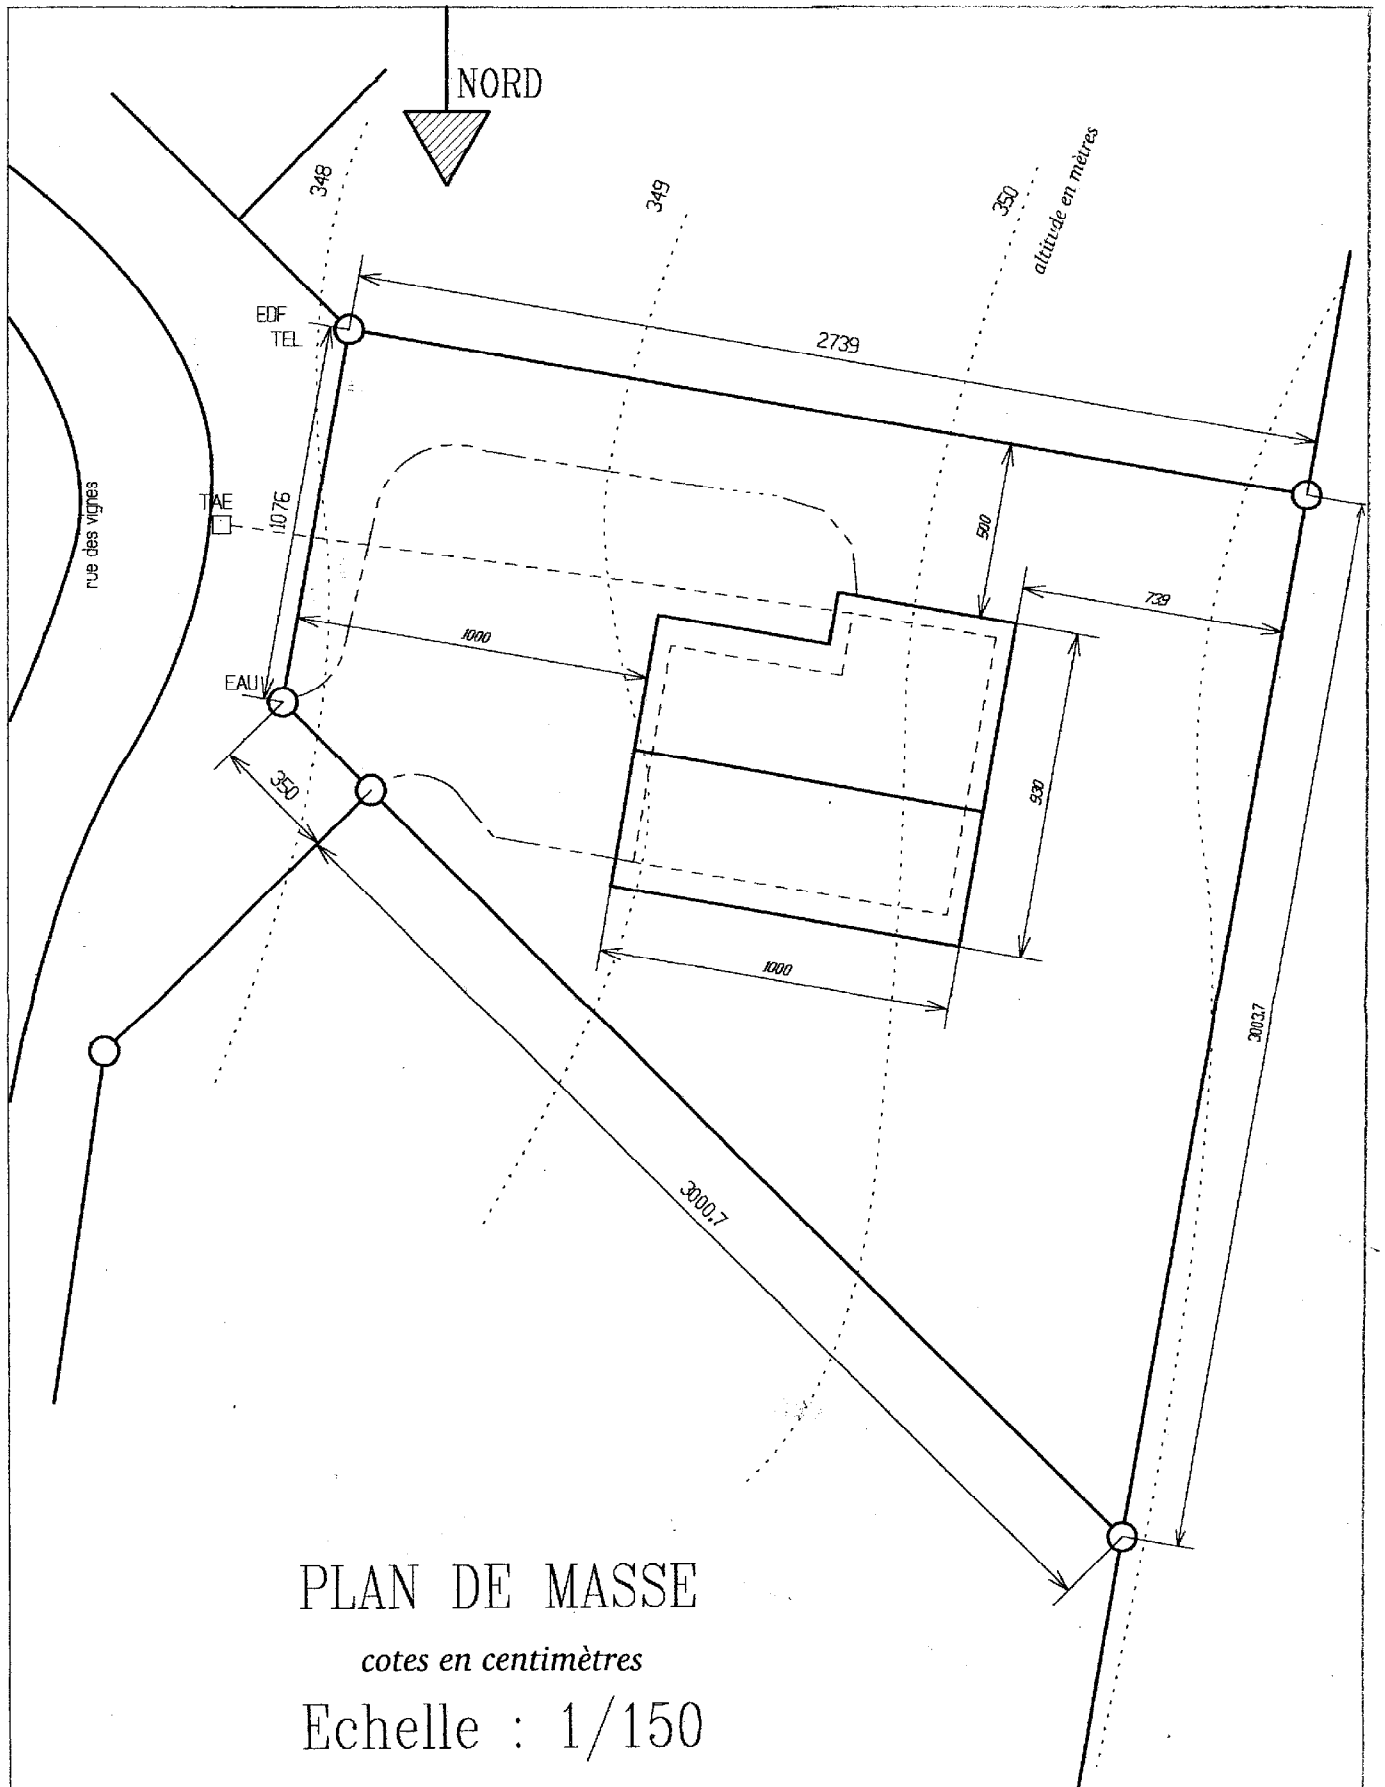 NORD
348
349
350
altitude en mètres
EDF
TEL
2739
TAE
1076
rue des vignes
500
739
1000
EAU
930
350
1000
3003.7
3000.7
PLAN DE MASSE
cotes en centimètres
Echelle : 1/150